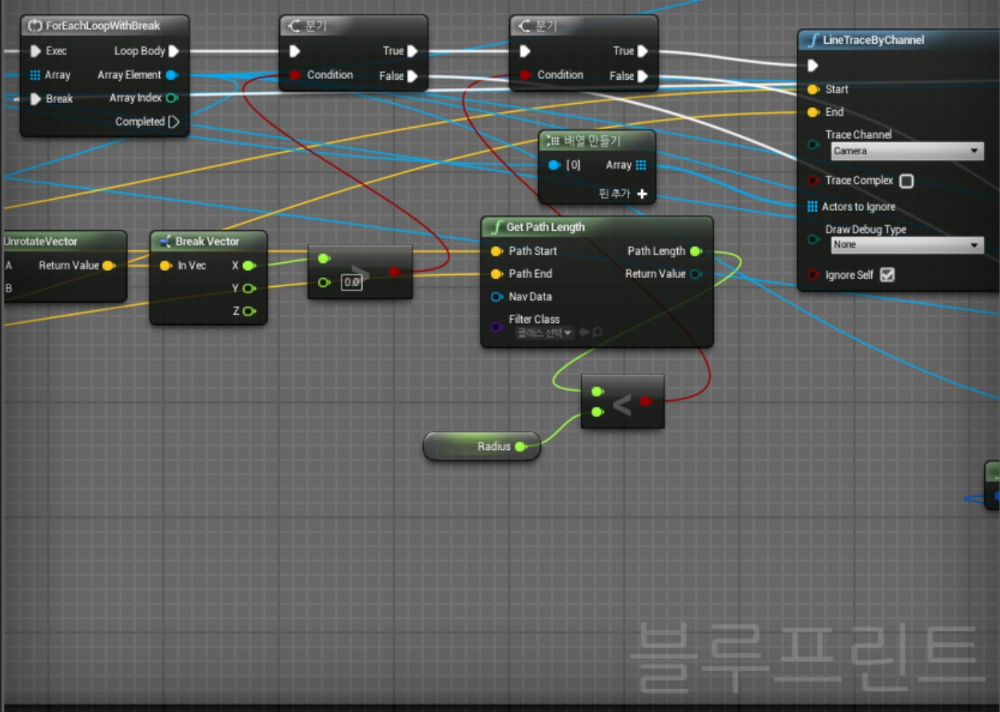 ForEachLoopWithBreak
Exec
Loop Body
Array
Array Element
Break
Array Index
Completed
분기
True
Condition
False
분기
True
Condition
False
LineTraceByChannel
Start
End
Trace Channel
Camera
Trace Complex
Actors to Ignore
Draw Debug Type
None
Ignore Self
배열 만들기
[0]
Array
핀 추가
UnrotateVector
A
Return Value
B
Break Vector
In Vec
X
Y
Z
>
0.0
Get Path Length
Path Start
Path Length
Path End
Return Value
Nav Data
Filter Class
클래스 선택
<
Radius
블루프린트